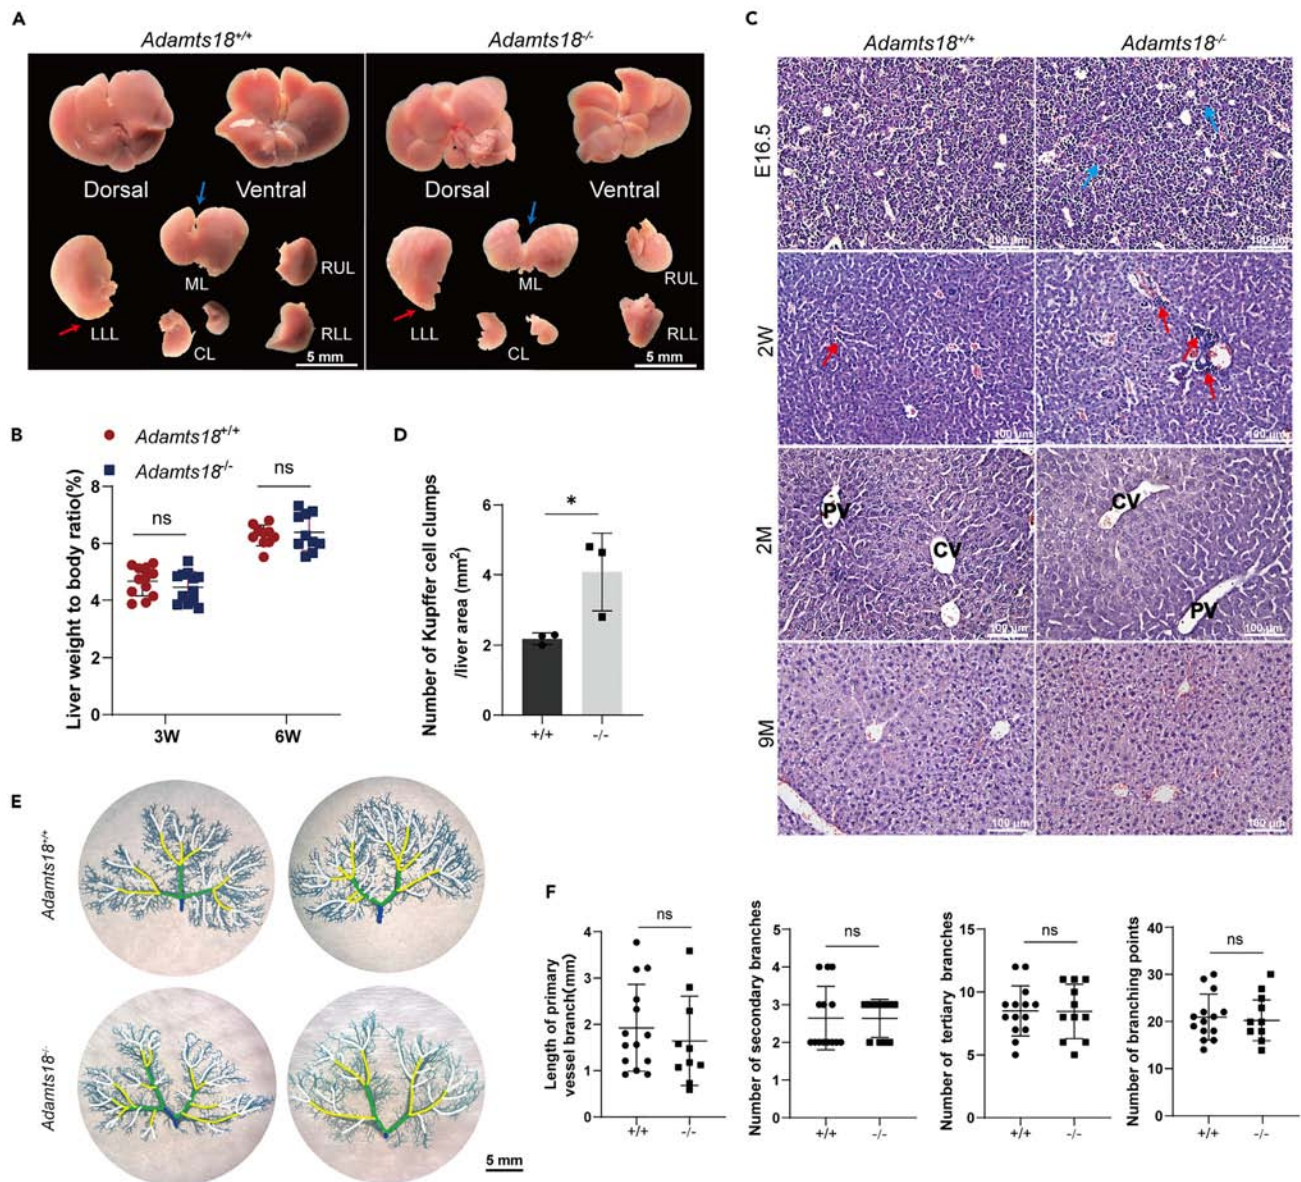 A
Adamts18+/+
Adamts18-/-
Dorsal
Ventral
Dorsal
Ventral
LLL
ML
CL
RUL
RLL
5 mm
LLL
ML
CL
RUL
RLL
5 mm
C
Adamts18+/+
Adamts18-/-
E16.5
100 μm
100 μm
2W
100 μm
100 μm
2M
PV
CV
100 μm
CV
PV
100 μm
9M
100 μm
100 μm
B
Adamts18+/+
Adamts18-/-
Liver weight to body ratio(%)
8
6
4
2
0
ns
ns
3W
6W
D
Number of Kupffer cell clumps
/liver area (mm²)
6
4
2
0
*
+/+
-/-
E
Adamts18+/+
Adamts18-/-
5 mm
F
Length of primary
vessel branch(mm)
4
3
2
1
0
ns
+/+
-/-
Number of secondary branches
5
4
3
2
1
0
ns
+/+
-/-
Number of tertiary branches
15
10
5
0
ns
+/+
-/-
Number of branching points
40
30
20
10
0
ns
+/+
-/-